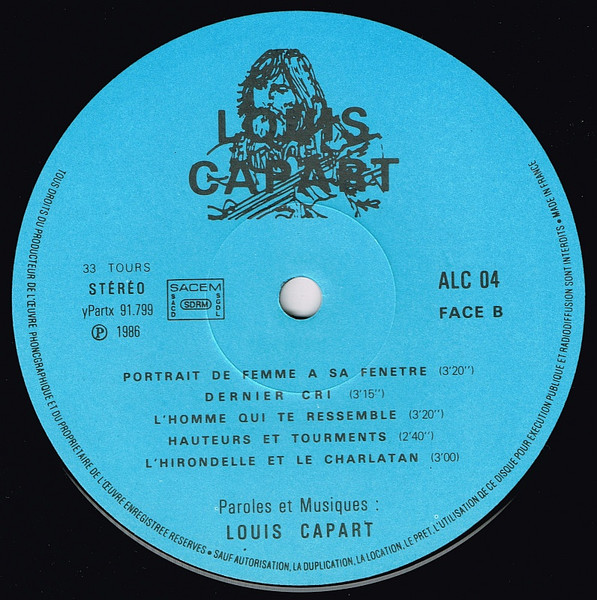 LOUIS
CAPART
33 TOURS
STÉRÉO
yPartx 91.799
℗ 1986
SACEM
SACD
SDRM
SGDL
ALC 04
FACE B
PORTRAIT DE FEMME A SA FENETRE (3'20'')
DERNIER CRI (3'15'')
L'HOMME QUI TE RESSEMBLE (3'20'')
HAUTEURS ET TOURMENTS (2'40'')
L'HIRONDELLE ET LE CHARLATAN (3'00)
Paroles et Musiques :
LOUIS CAPART
TOUS DROITS DU PRODUCTEUR DE L'ŒUVRE PHONOGRAPHIQUE ET DU PROPRIETAIRE DE L'ŒUVRE ENREGISTREE RESERVES • SAUF AUTORISATION, LA DUPLICATION, LA LOCATION, LE PRET, L'UTILISATION DE CE DISQUE POUR EXECUTION PUBLIQUE ET RADIODIFFUSION SONT INTERDITS • MADE IN FRANCE